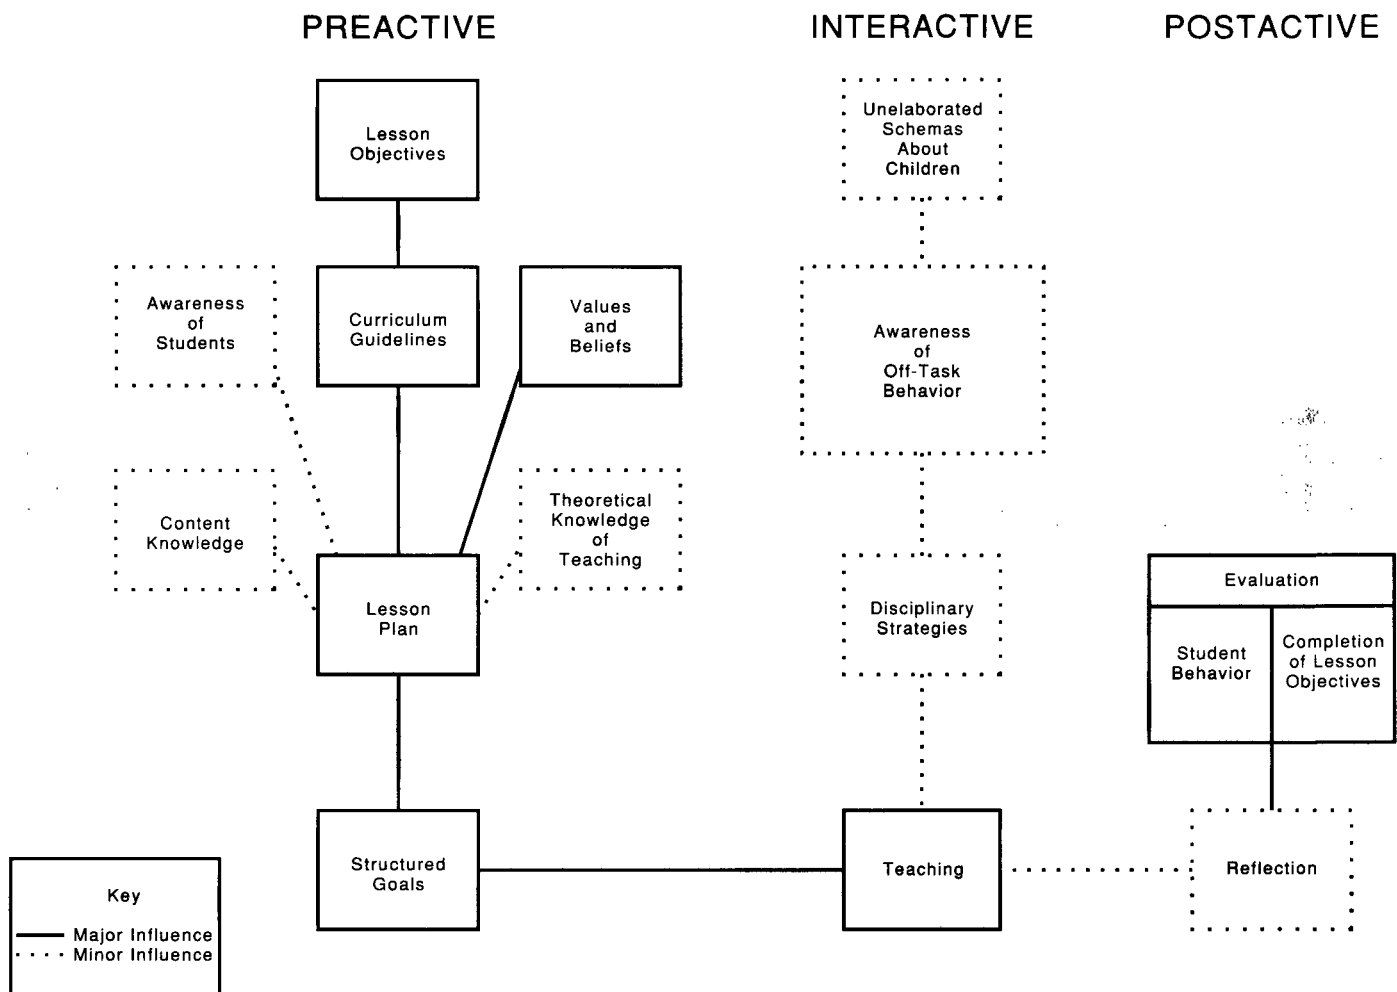 PREACTIVE
INTERACTIVE
POSTACTIVE
Lesson
Objectives
Unelaborated
Schemas
About
Children
Awareness
of
Students
Curriculum
Guidelines
Values
and
Beliefs
Awareness
of
Off-Task
Behavior
Content
Knowledge
Theoretical
Knowledge
of
Teaching
Lesson
Plan
Disciplinary
Strategies
Evaluation
Student
Behavior
Completion
of Lesson
Objectives
Structured
Goals
Teaching
Reflection
Key
Major Influence
Minor Influence